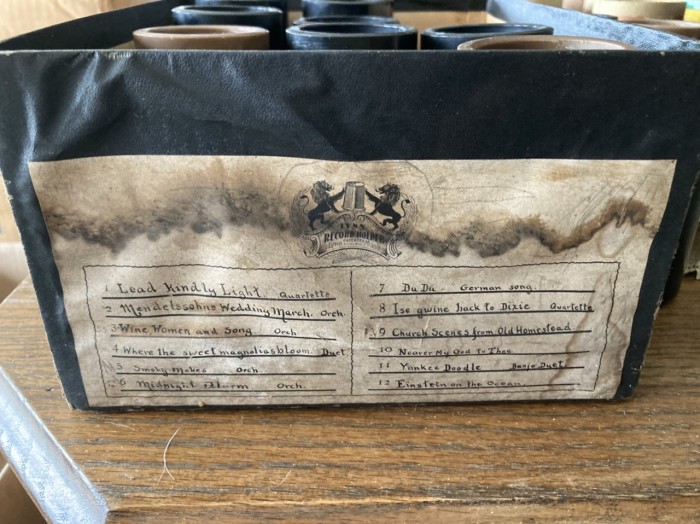 LYNN
RECORD HOLDER
1 Lead Kindly Light. Quartette
2 Mendelssohns Wedding March. Orch.
3 Wine Women and Song Orch
4 Where the sweet magnolias bloom. Duet
5 Smoky Mokes Orch
6 Midnight Alarm Orch.
7 Du Du German song.
8 Ise gwine back to Dixie Quartette
9 Church Scenes from Old Homestead.
10 Nearer My God To Thee
11 Yankee Doodle Banjo Duet
12 Einstein on the Ocean.